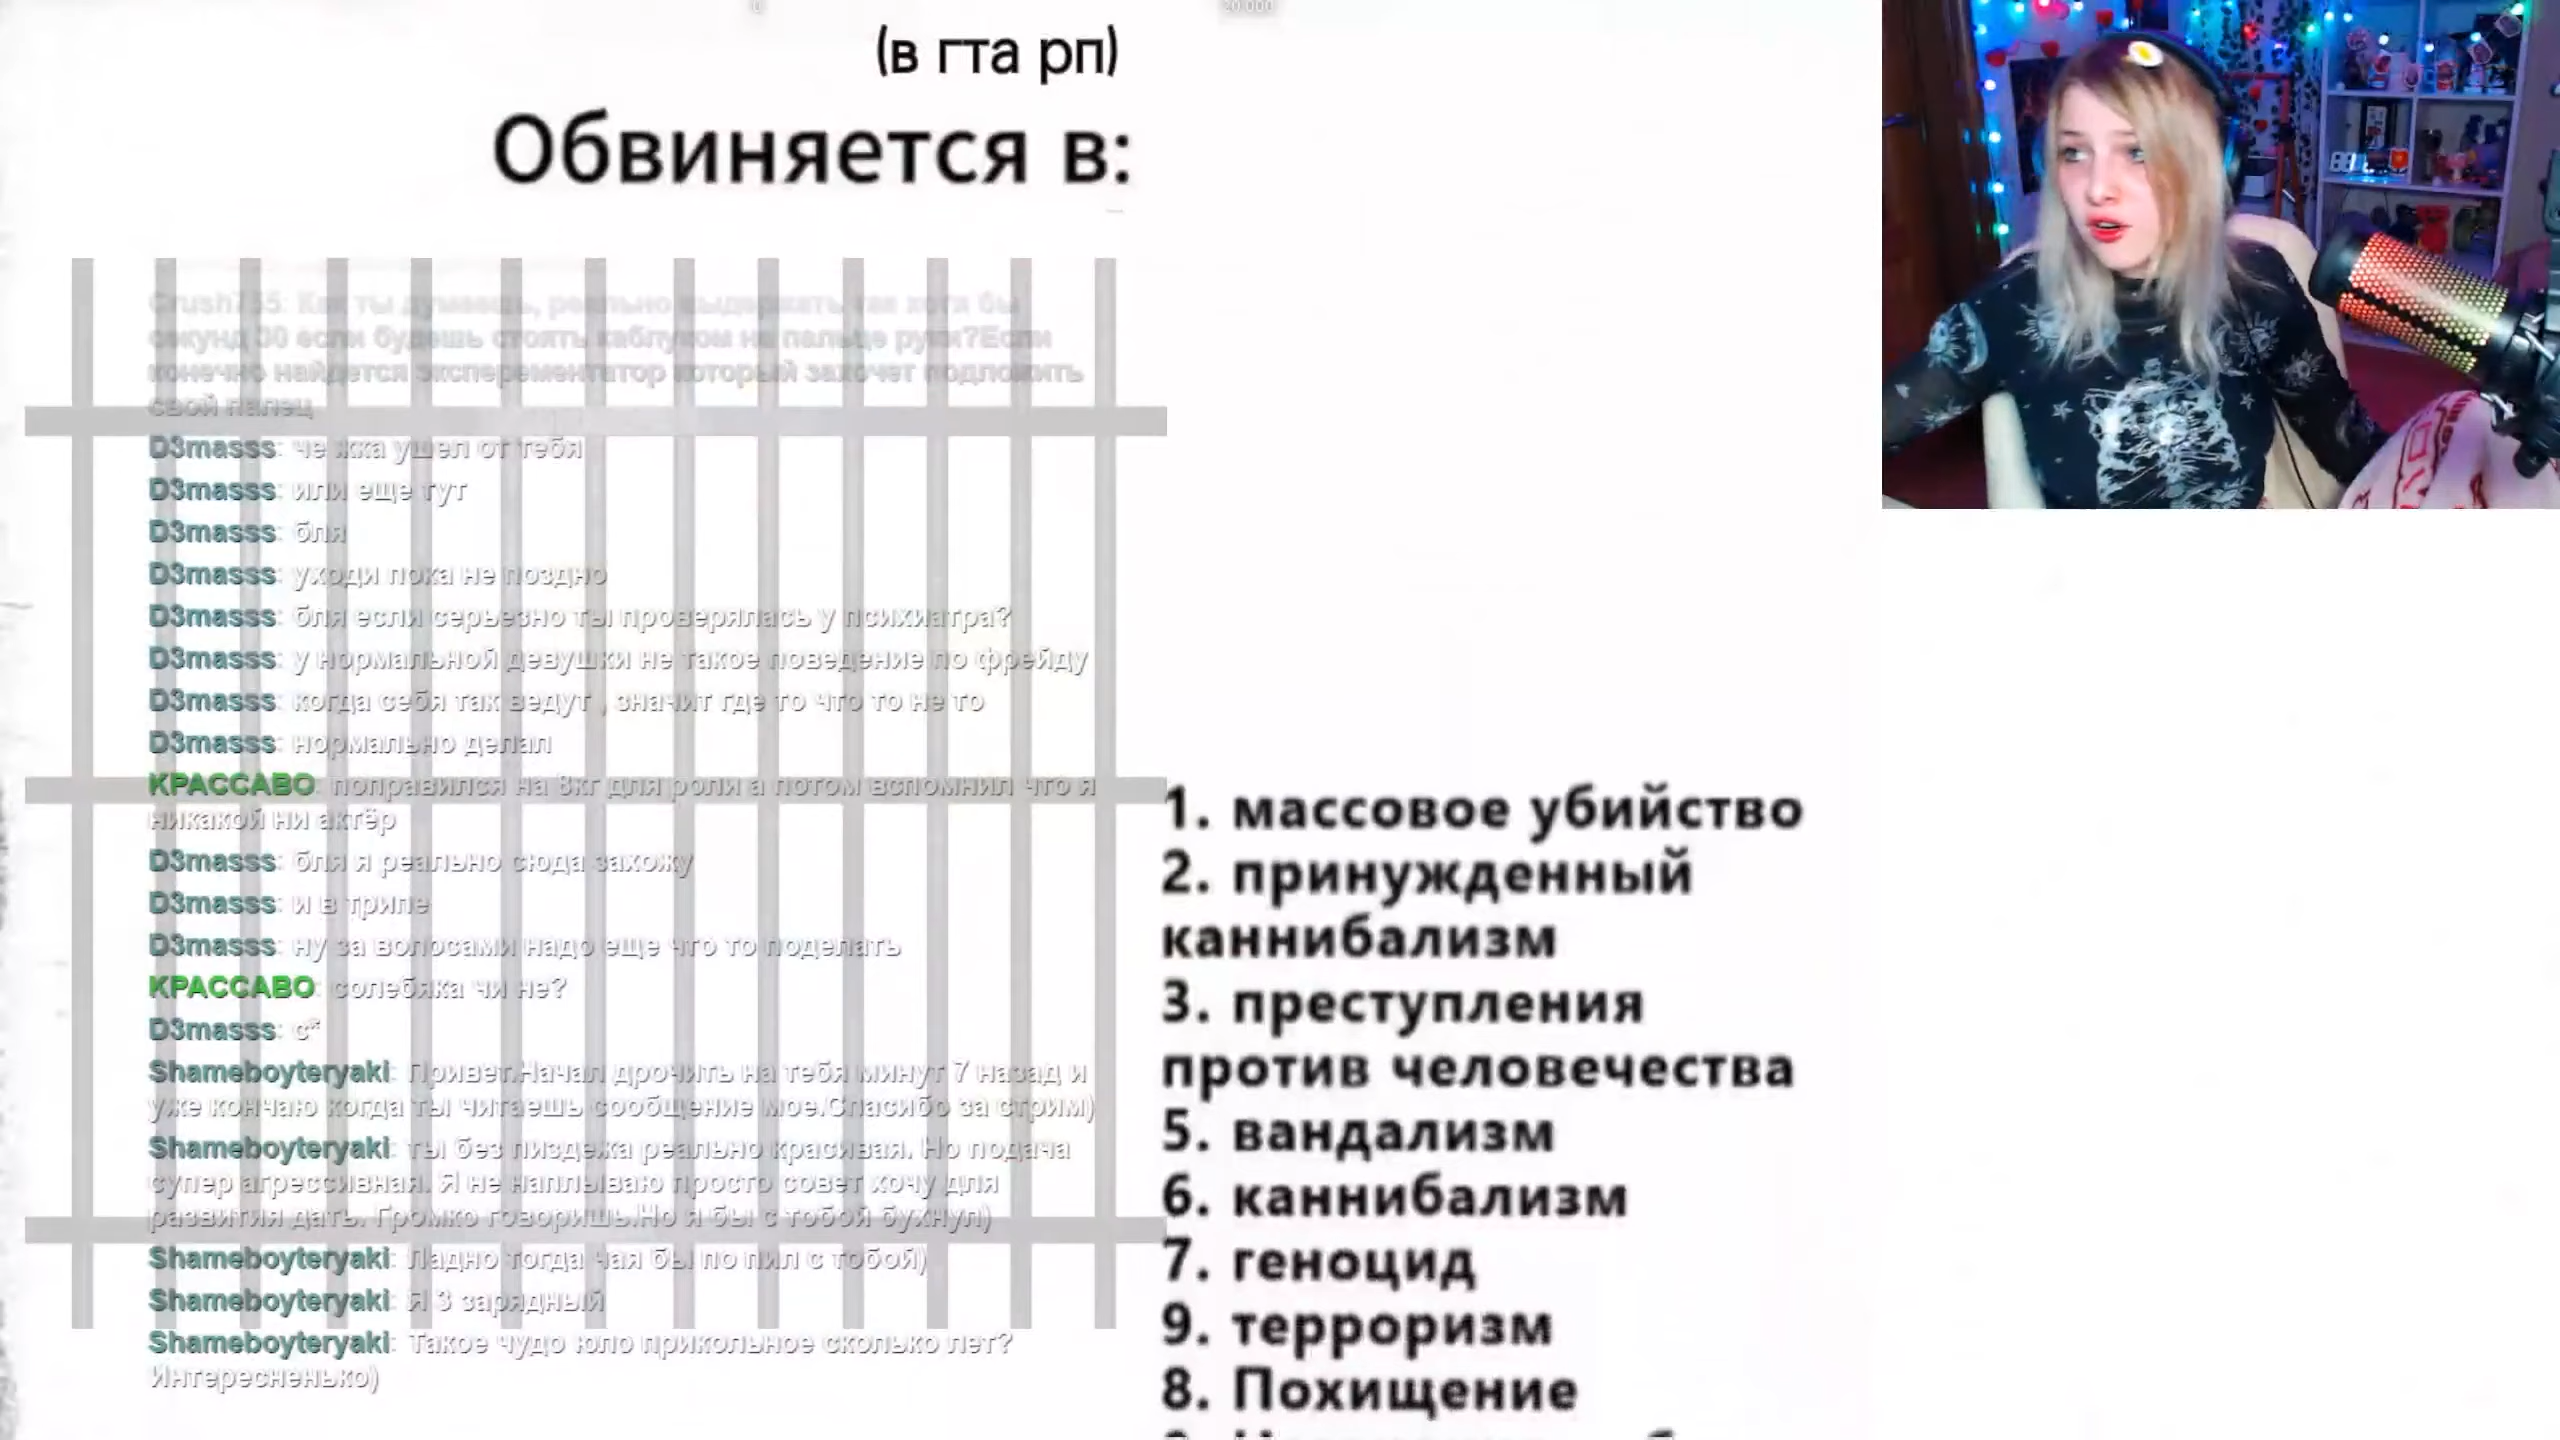 0 20.000
(в гта рп)
Обвиняется в:
Crush755: Как ты думаешь, реально выдержать так хотя бы
секунд 30 если будешь стоять каблуком на пальце руки?Если
конечно найдется эксперементатор который захочет подложить
свой палец
D3masss: че жка ушел от тебя
D3masss: или еще тут
D3masss: бля
D3masss: уходи пока не поздно
D3masss: бля если серьезно ты проверялась у психиатра?
D3masss: у нормальной девушки не такое поведение по фрейду
D3masss: когда себя так ведут , значит где то что то не то
D3masss: нормально делал
КРАССАВО: поправился на 8кг для роли а потом вспомнил что я
никакой ни актёр
D3masss: бля я реально сюда захожу
D3masss: и в трипе
D3masss: ну за волосами надо еще что то поделать
КРАССАВО: солебяка чи не?
D3masss: с*
Shameboyteryaki: Привет.Начал дрочить на тебя минут 7 назад и
уже кончаю когда ты читаешь сообщение мое.Спасибо за стрим)
Shameboyteryaki: ты без пиздежа реально красивая. Но подача
супер агрессивная. Я не наплываю просто совет хочу для
развития дать. Громко говоришь.Но я бы с тобой бухнул)
Shameboyteryaki: Ладно тогда чая бы по пил с тобой)
Shameboyteryaki: Я 3 зарядный
Shameboyteryaki: Такое чудо юло прикольное сколько лет?
Интересненько)
1. массовое убийство
2. принужденный
каннибализм
3. преступления
против человечества
5. вандализм
6. каннибализм
7. геноцид
9. терроризм
8. Похищение